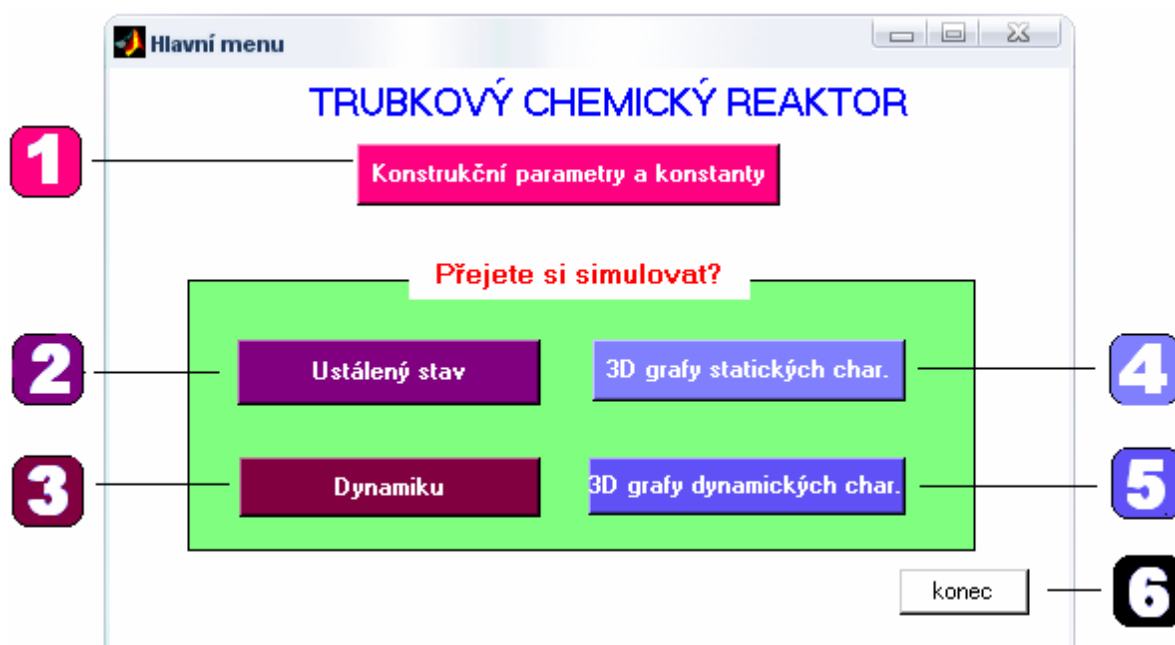 Hlavní menu
TRUBKOVÝ CHEMICKÝ REAKTOR
1
Konstrukční parametry a konstanty
Přejete si simulovat?
2
Ustálený stav
3D grafy statických char.
4
3
Dynamiku
3D grafy dynamických char.
5
konec
6